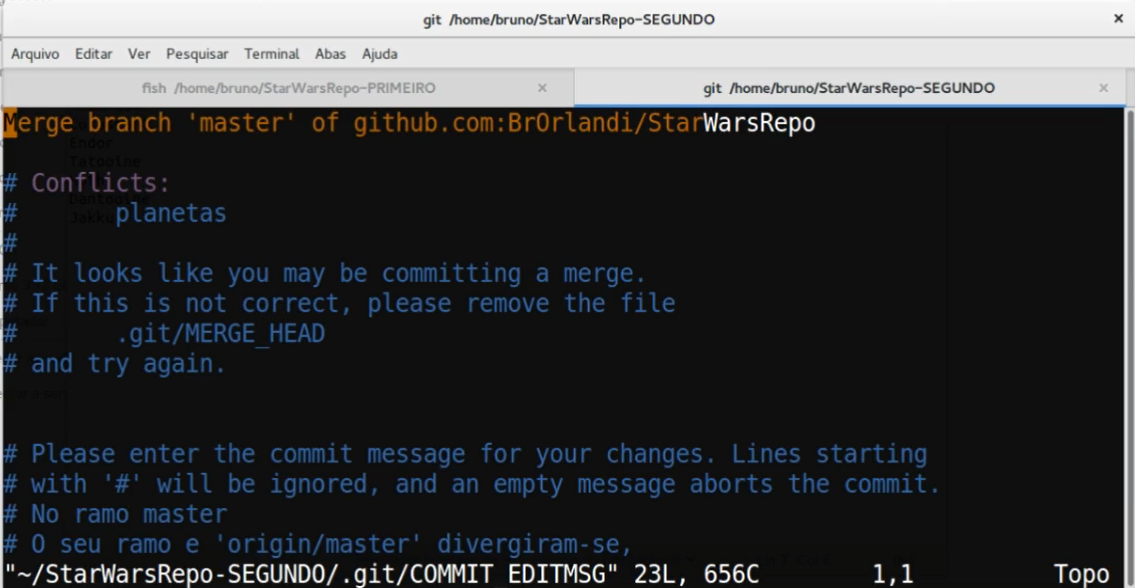 git /home/bruno/StarWarsRepo-SEGUNDO ×
Arquivo Editar Ver Pesquisar Terminal Abas Ajuda
fish /home/bruno/StarWarsRepo-PRIMEIRO × git /home/bruno/StarWarsRepo-SEGUNDO ×
Merge branch 'master' of github.com:BrOrlandi/StarWarsRepo
Endor
Tatooine
# Conflicts:
Dantooine
# planetas
Jakku
#
# It looks like you may be committing a merge.
# If this is not correct, please remove the file
# .git/MERGE_HEAD
# and try again.
# Please enter the commit message for your changes. Lines starting
# with '#' will be ignored, and an empty message aborts the commit.
# No ramo master
# O seu ramo e 'origin/master' divergiram-se,
"~/StarWarsRepo-SEGUNDO/.git/COMMIT_EDITMSG" 23L, 656C 1,1 Topo